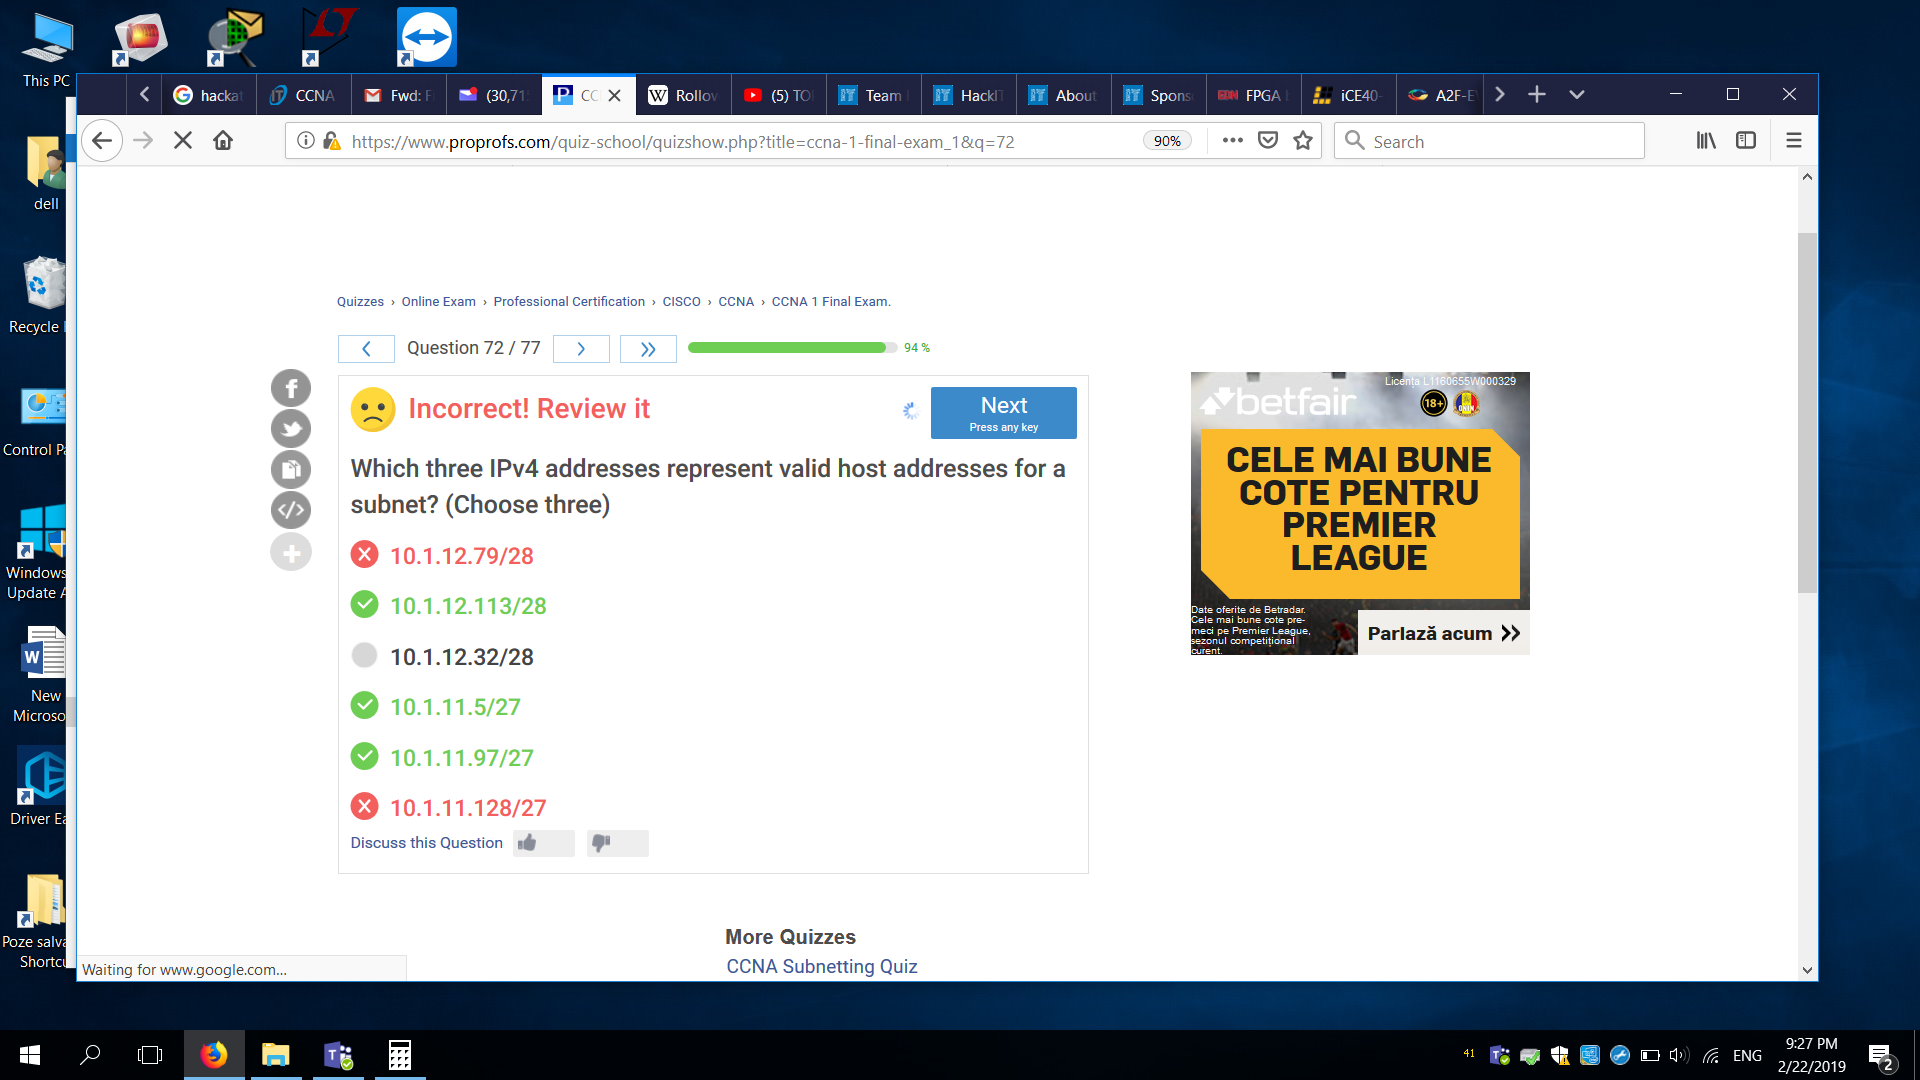 This PC
dell
Recycle
Control Pa
Windows
Update A
New
Microso
Driver Ea
Poze salva
Shortcu
hackat
CCNA
Fwd: F
(30,71
CC
Rollov
(5) TO
Team
HackIT
About
Spons
EDN FPGA
iCE40-
A2F-E
https://www.proprofs.com/quiz-school/quizshow.php?title=ccna-1-final-exam_1&q=72
90%
Search
Quizzes › Online Exam › Professional Certification › CISCO › CCNA › CCNA 1 Final Exam.
Question 72 / 77
94 %
Incorrect! Review it
Next
Press any key
Which three IPv4 addresses represent valid host addresses for a
subnet? (Choose three)
10.1.12.79/28
10.1.12.113/28
10.1.12.32/28
10.1.11.5/27
10.1.11.97/27
10.1.11.128/27
Discuss this Question
Licenta L1160655W000329
betfair
18+
CELE MAI BUNE
COTE PENTRU
PREMIER
LEAGUE
Date oferite de Betradar.
Cele mai bune cote pre-
meci pe Premier League,
sezonul competițional
curent.
Parlază acum
More Quizzes
CCNA Subnetting Quiz
Waiting for www.google.com...
41
ENG
9:27 PM
2/22/2019
2